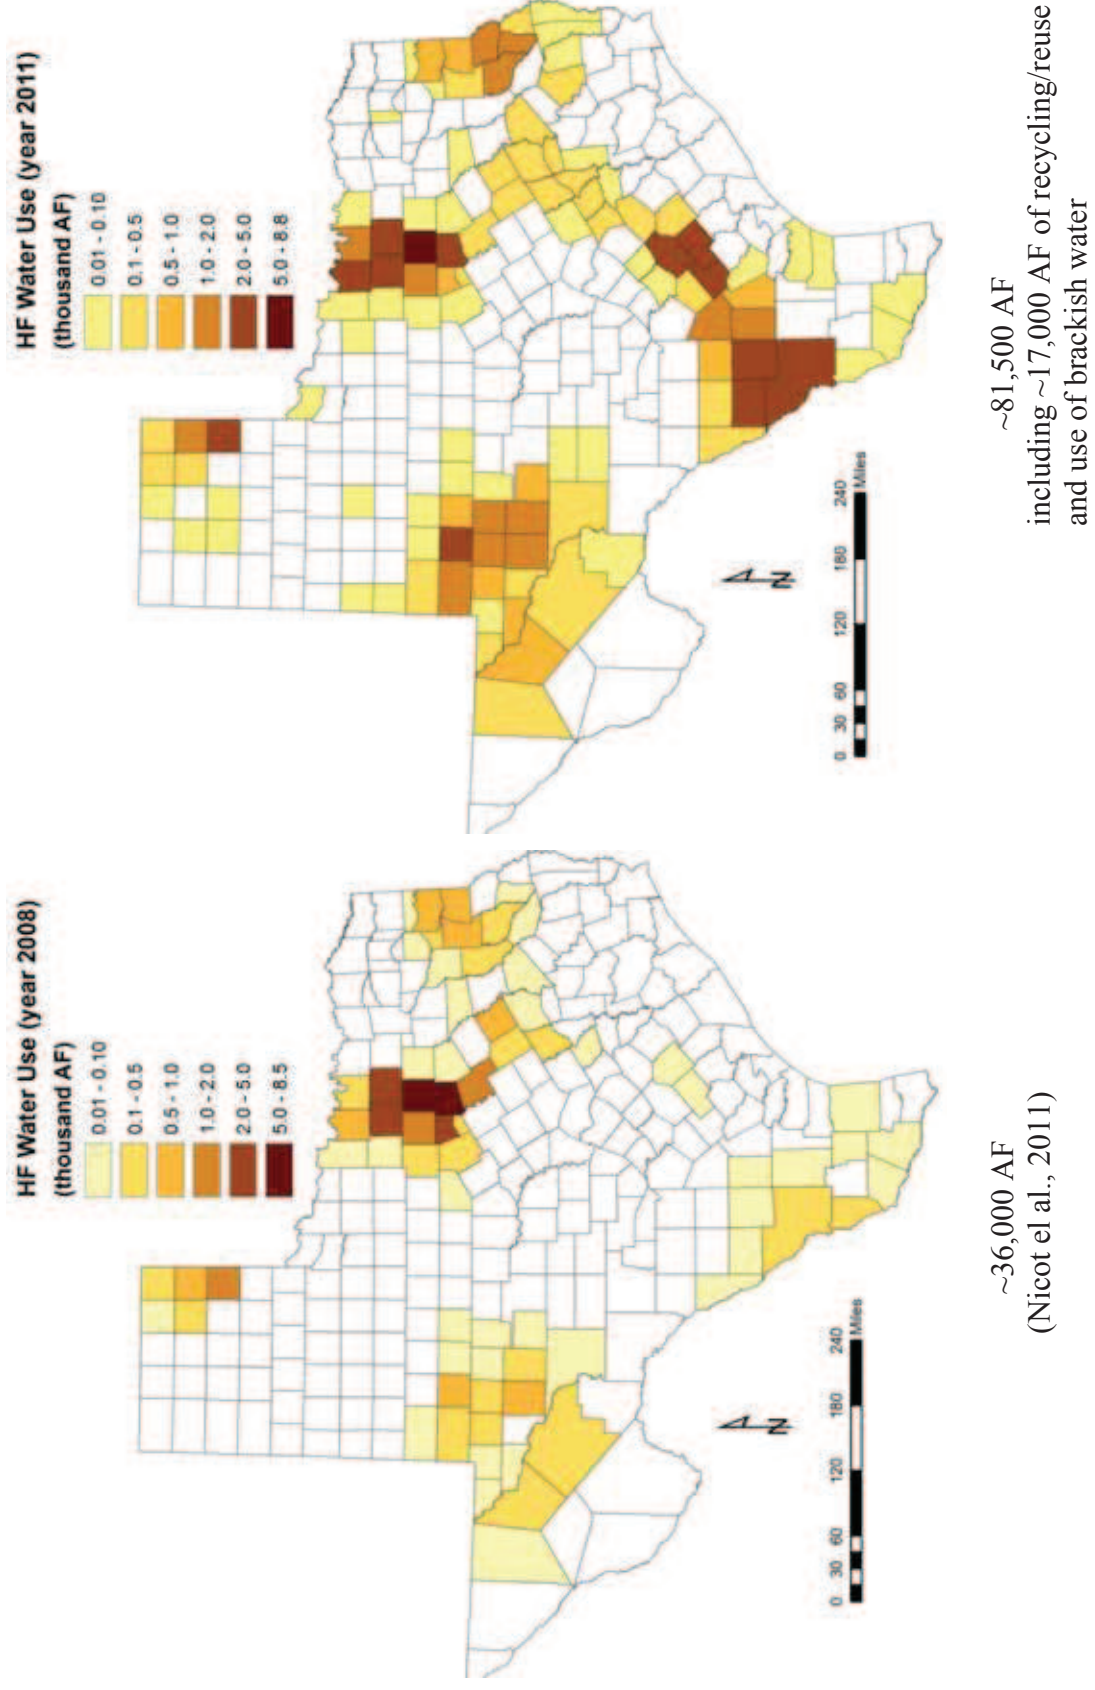 HF Water Use (year 2008)
(thousand AF)
0.01 - 0.10
0.1 - 0.5
0.5 - 1.0
1.0 - 2.0
2.0 - 5.0
5.0 - 8.5
N
0 30 60 120 180 240 Miles
~36,000 AF
(Nicot el al., 2011)
HF Water Use (year 2011)
(thousand AF)
0.01 - 0.10
0.1 - 0.5
0.5 - 1.0
1.0 - 2.0
2.0 - 5.0
5.0 - 8.8
N
0 30 60 120 180 240 Miles
~81,500 AF
including ~17,000 AF of recycling/reuse
and use of brackish water